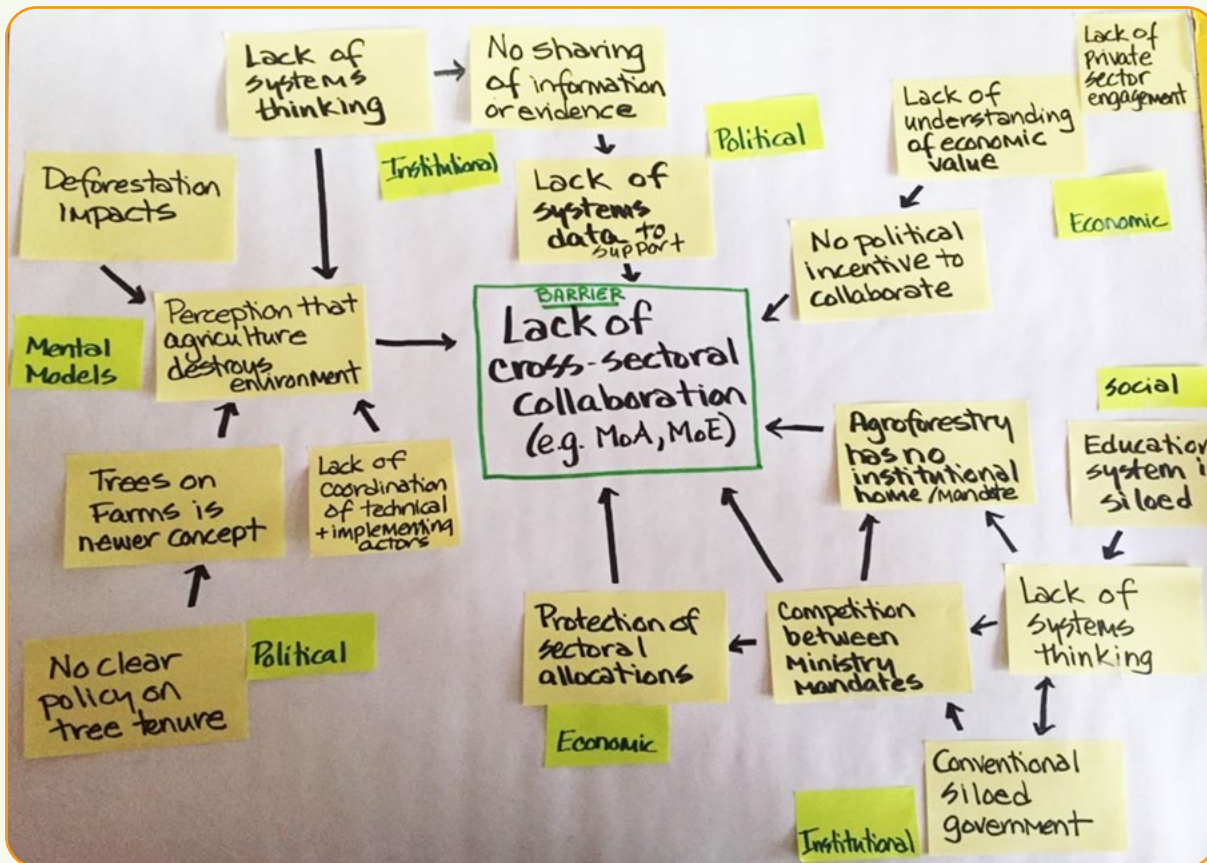 Lack of
systems
thinking
No sharing
of information
or evidence
Lack of
private
sector
engagement
Lack of
understanding
of economic
value
Political
Institutional
Deforestation
impacts
Lack of
systems
data to
support
Economic
No political
incentive to
collaborate
Perception that
agriculture
destroys
environment
Mental
Models
BARRIER
Lack of
cross-sectoral
collaboration
(e.g. MoA, MoE)
Social
Agroforestry
has no
institutional
home/Mandate
Education
system i
siloed
Trees on
Farms is
newer concept
Lack of
coordination
of technical
+ implementing
actors
Protection of
sectoral
allocations
Competition
between
Ministry
Mandates
Lack of
systems
thinking
No clear
policy on
tree tenure
Political
Economic
Conventional
siloed
government
Institutional